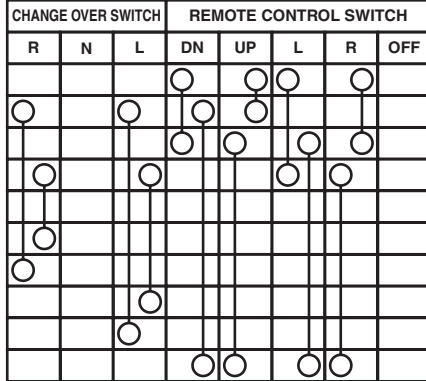 CHANGE OVER SWITCH REMOTE CONTROL SWITCH
R N L DN UP L R OFF